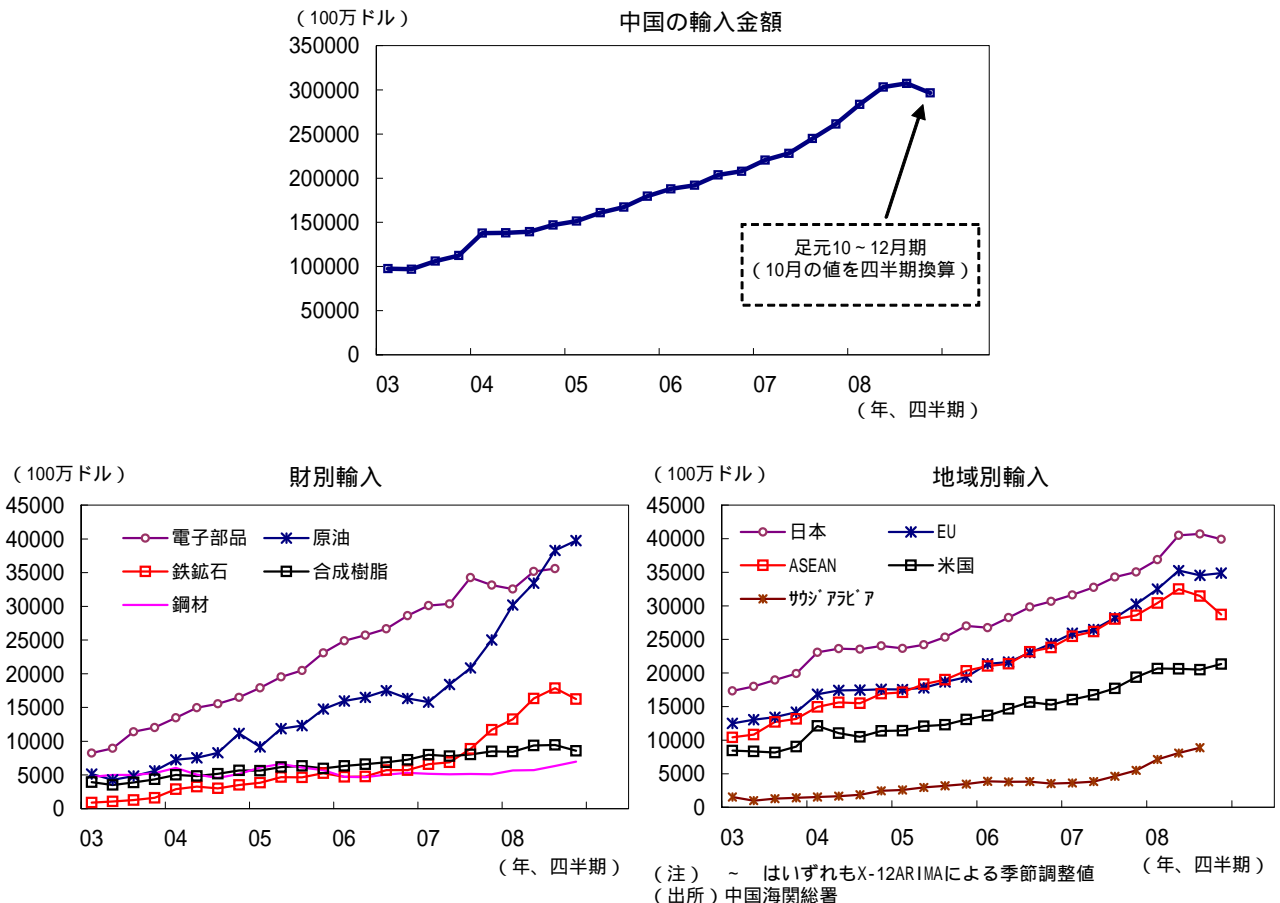 中国の輸入金額
（100万ドル）
350000
300000
250000
200000
150000
100000
50000
0
足元10～12月期
（10月の値を四半期換算）
03 04 05 06 07 08
（年、四半期）
財別輸入
（100万ドル）
45000
40000
35000
30000
25000
20000
15000
10000
5000
0
電子部品 原油
鉄鉱石 合成樹脂
鋼材
03 04 05 06 07 08
（年、四半期）
地域別輸入
（100万ドル）
45000
40000
35000
30000
25000
20000
15000
10000
5000
0
日本 EU
ASEAN 米国
ｻｳｼﾞｱﾗﾋﾞｱ
03 04 05 06 07 08
（年、四半期）
（注） ～ はいずれもX-12ARIMAによる季節調整値
（出所）中国海関総署